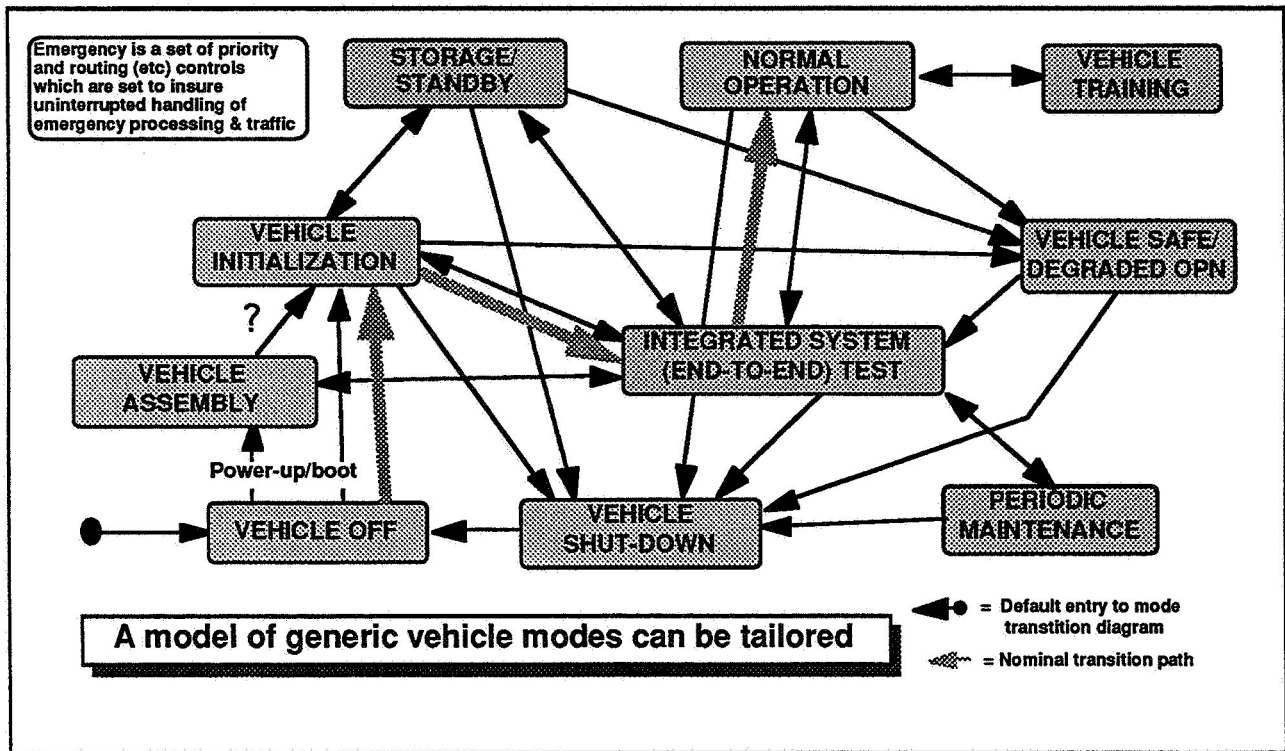 Emergency is a set of priority
and routing (etc) controls
which are set to insure
uninterrupted handling of
emergency processing & traffic
STORAGE/
STANDBY
NORMAL
OPERATION
VEHICLE
TRAINING
VEHICLE
INITIALIZATION
VEHICLE SAFE/
DEGRADED OPN
?
INTEGRATED SYSTEM
(END-TO-END) TEST
VEHICLE
ASSEMBLY
Power-up/boot
VEHICLE OFF
VEHICLE
SHUT-DOWN
PERIODIC
MAINTENANCE
A model of generic vehicle modes can be tailored
= Default entry to mode
transtition diagram
= Nominal transition path